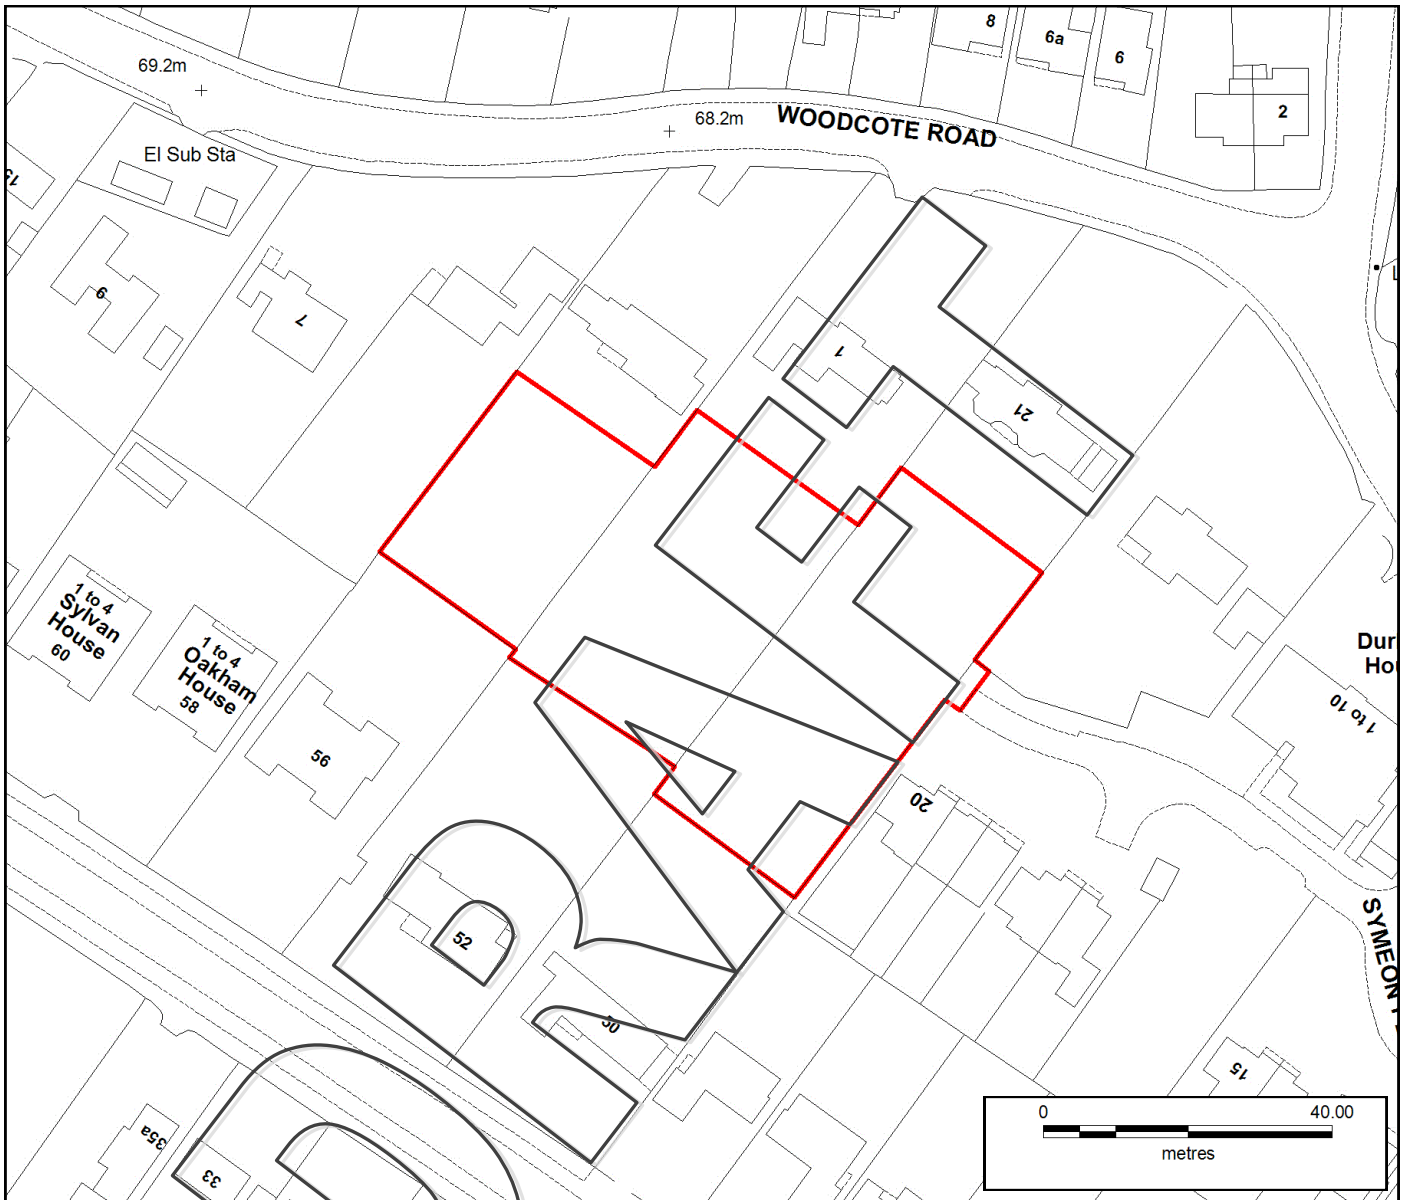 8
6a
6
2
69.2m
68.2m
WOODCOTE ROAD
El Sub Sta
9
7
1
21
1 to 4
Sylvan
House
60
1 to 4
Oakham
House
58
56
20
1 to 10
52
50
SYMEON
15
35a
33
DRAFT
0 40.00
metres